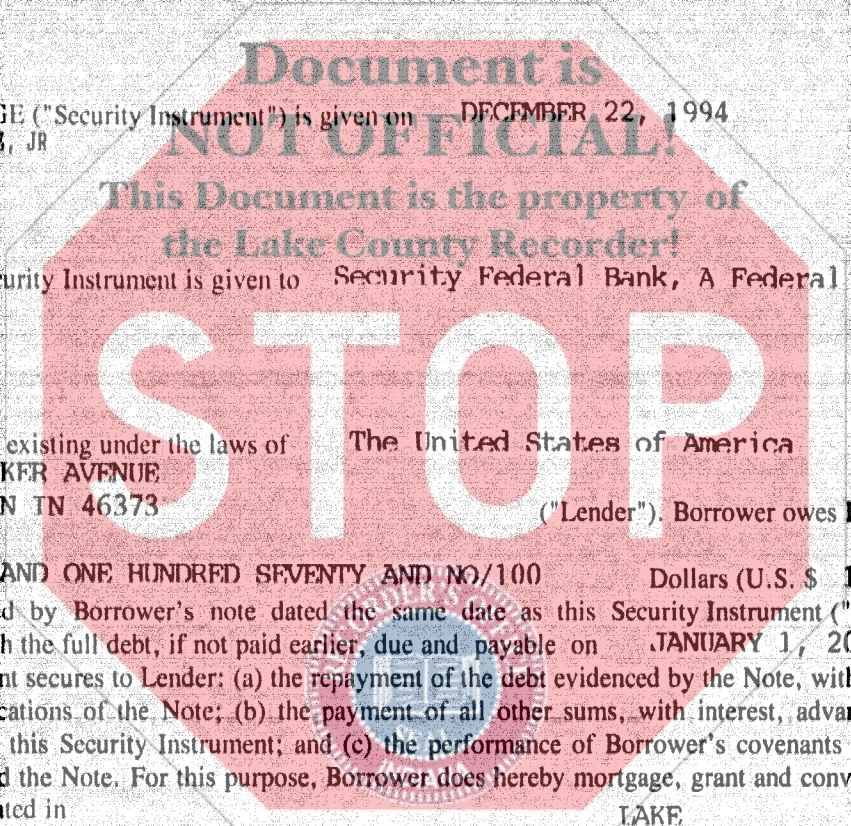 Document is
GE ("Security Instrument") is given on DECEMBER 22, 1994
NOT OFFICIAL!
, JR
This Document is the property of
the Lake County Recorder!
curity Instrument is given to Security Federal Bank, A Federal
STOP
existing under the laws of The United States of America
KER AVENUE
N IN 46373
("Lender"). Borrower owes
AND ONE HUNDRED SEVENTY AND NO/100 Dollars (U.S. $ 1
d by Borrower's note dated the same date as this Security Instrument ("
h the full debt, if not paid earlier, due and payable on JANUARY 1, 20
nt secures to Lender: (a) the repayment of the debt evidenced by the Note, with
cations of the Note; (b) the payment of all other sums, with interest, advan
this Security Instrument; and (c) the performance of Borrower's covenants
d the Note. For this purpose, Borrower does hereby mortgage, grant and conv
ated in LAKE
RECORDER'S OFFICE
SEAL
INDIANA